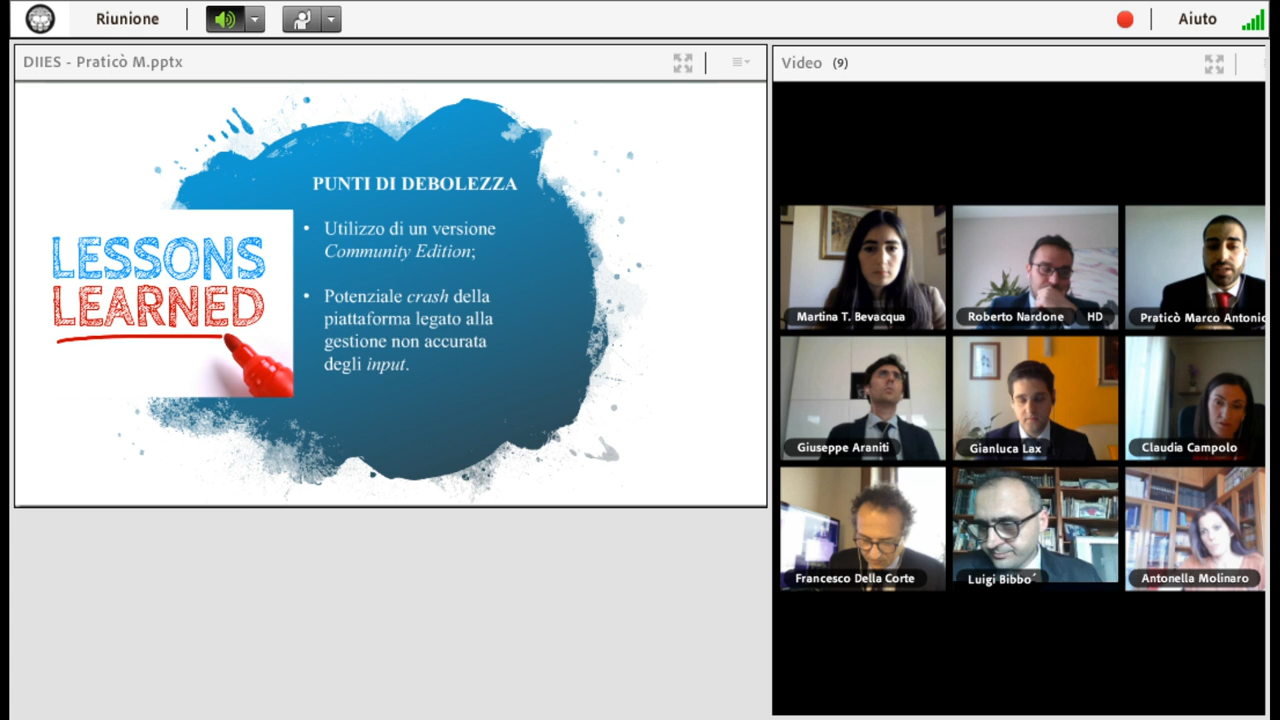 Riunione
Aiuto
DIIES - Praticò M.pptx
Video (9)
PUNTI DI DEBOLEZZA
• Utilizzo di un versione
Community Edition;
• Potenziale crash della
piattaforma legato alla
gestione non accurata
degli input.
LESSONS
LEARNED
Martina T. Bevacqua
Roberto Nardone HD
Praticò Marco Antonio
Giuseppe Araniti
Gianluca Lax
Claudia Campolo
Francesco Della Corte
Luigi Bibbo´
Antonella Molinaro